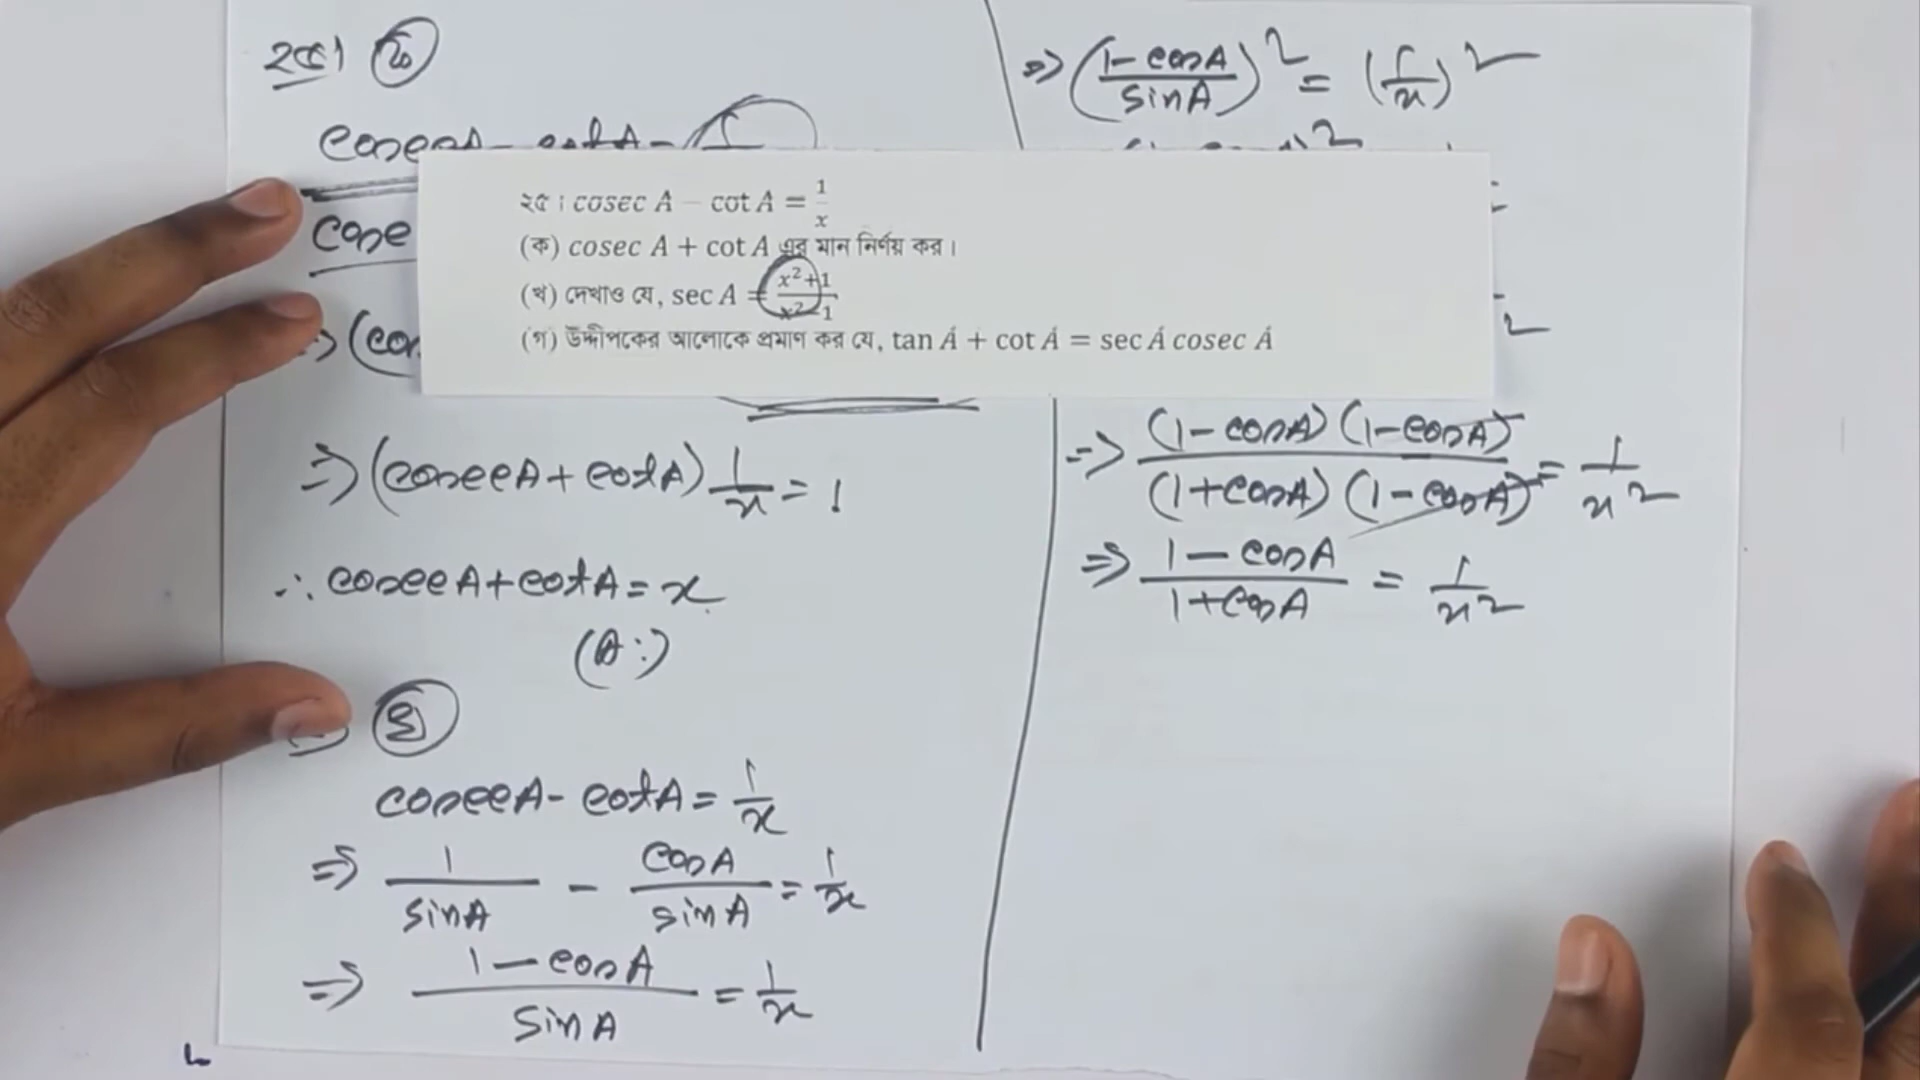 ২৫। ক
cosecA - cotA =
২৫। cosec A − cot A = 1/x
(ক) cosec A + cot A এর মান নির্ণয় কর।
(খ) দেখাও যে, sec A = x²+1/x²−1
(গ) উদ্দীপকের আলোকে প্রমাণ কর যে, tan Á + cot Á = sec Á cosec Á
⇒ (cosecA + cotA) 1/x = 1
∴ cosecA + cotA = x
(A:)
খ
cosecA - cotA = 1/x
⇒ 1/sinA - cosA/sinA = 1/x
⇒ 1-cosA/sinA = 1/x
⇒ (1-cosA/sinA)² = (1/x)²
⇒ (1-cosA)(1-cosA)/(1+cosA)(1-cosA) = 1/x²
⇒ 1-cosA/1+cosA = 1/x²